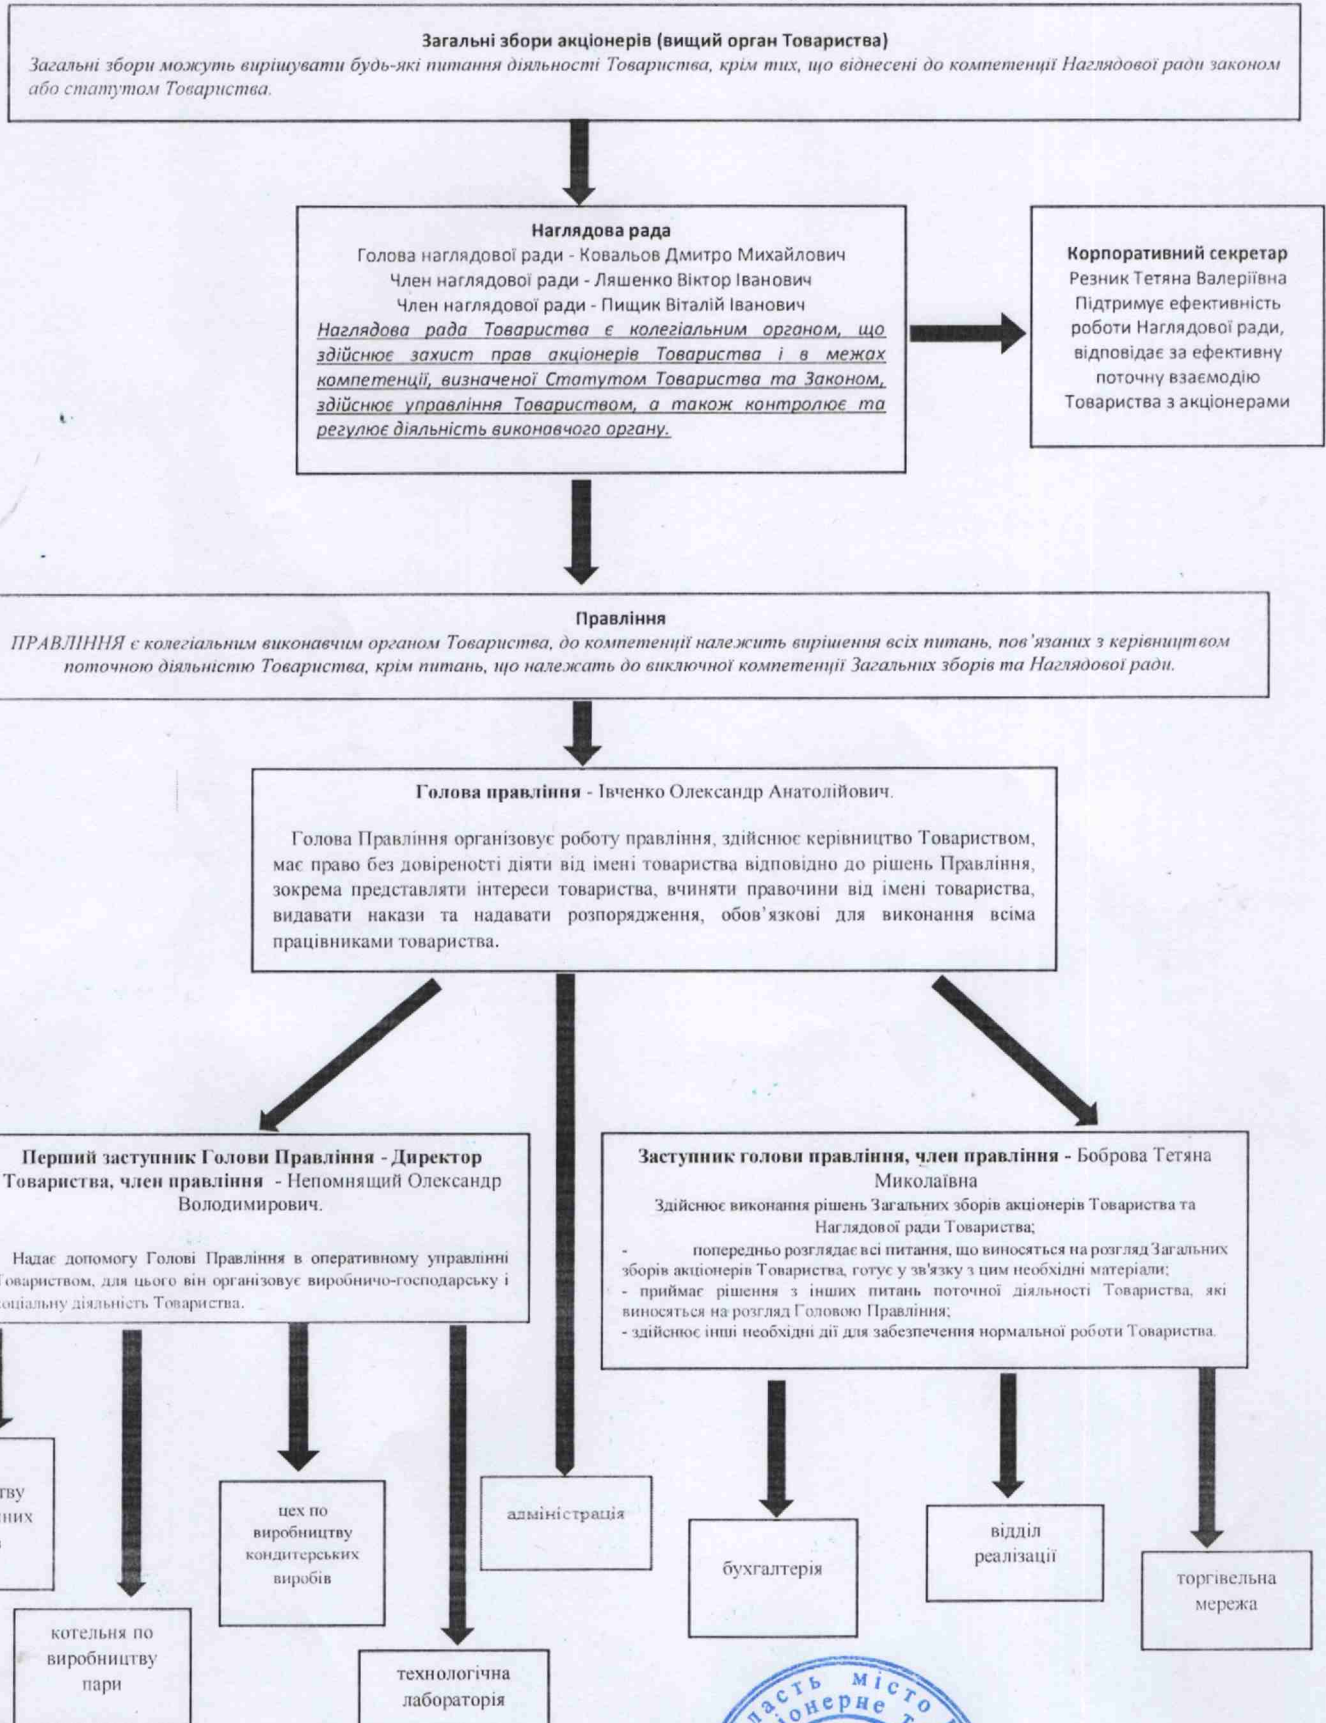 Загальні збори акціонерів (вищий орган Товариства)
Загальні збори можуть вирішувати будь-які питання діяльності Товариства, крім тих, що віднесені до компетенції Наглядової ради законом
або статутом Товариства.
Наглядова рада
Голова наглядової ради - Ковальов Дмитро Михайлович
Член наглядової ради - Ляшенко Віктор Іванович
Член наглядової ради - Пищик Віталій Іванович
Наглядова рада Товариства є колегіальним органом, що
здійснює захист прав акціонерів Товариства і в межах
компетенції, визначеної Статутом Товариства та Законом,
здійснює управління Товариством, а також контролює та
регулює діяльність виконавчого органу.
Корпоративний секретар
Резник Тетяна Валеріївна
Підтримує ефективність
роботи Наглядової ради,
відповідає за ефективну
поточну взаємодію
Товариства з акціонерами
Правління
ПРАВЛІННЯ є колегіальним виконавчим органом Товариства, до компетенції належить вирішення всіх питань, пов'язаних з керівництвом
поточною діяльністю Товариства, крім питань, що належать до виключної компетенції Загальних зборів та Наглядової ради.
Голова правління - Івченко Олександр Анатолійович.
Голова Правління організовує роботу правління, здійснює керівництво Товариством,
має право без довіреності діяти від імені товариства відповідно до рішень Правління,
зокрема представляти інтереси товариства, вчиняти правочини від імені товариства,
видавати накази та надавати розпорядження, обов'язкові для виконання всіма
працівниками товариства.
Перший заступник Голови Правління - Директор
Товариства, член правління - Непомнящий Олександр
Володимирович.
Надає допомогу Голові Правління в оперативному управлінні
овариством, для цього він організовує виробничо-господарську і
оціальну діяльність Товариства.
Заступник голови правління, член правління - Боброва Тетяна
Миколаївна
Здійснює виконання рішень Загальних зборів акціонерів Товариства та
Наглядової ради Товариства;
- попередньо розглядає всі питання, що виносяться на розгляд Загальних
зборів акціонерів Товариства, готує у зв'язку з цим необхідні матеріали;
- приймає рішення з інших питань поточної діяльності Товариства, які
виносяться на розгляд Головою Правління;
- здійснює інші необхідні дії для забезпечення нормальної роботи Товариства.
тву
них
котельня по
виробництву
пари
цех по
виробництву
кондитерських
виробів
технологічна
лабораторія
адміністрація
бухгалтерія
відділ
реалізації
торгівельна
мережа
ласть місто
іонерне т